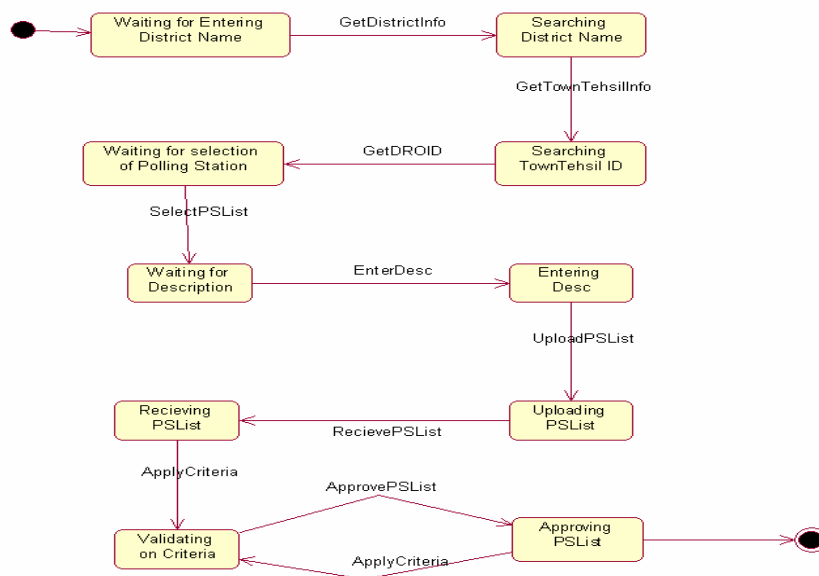 Waiting for Entering
District Name
GetDistrictInfo
Searching
District Name
GetTownTehsilInfo
Waiting for selection
of Polling Station
GetDROID
Searching
TownTehsil ID
SelectPSList
Waiting for
Description
EnterDesc
Entering
Desc
UploadPSList
Recieving
PSList
RecievePSList
Uploading
PSList
ApplyCriteria
ApprovePSList
Validating
on Criteria
ApplyCriteria
Approving
PSList